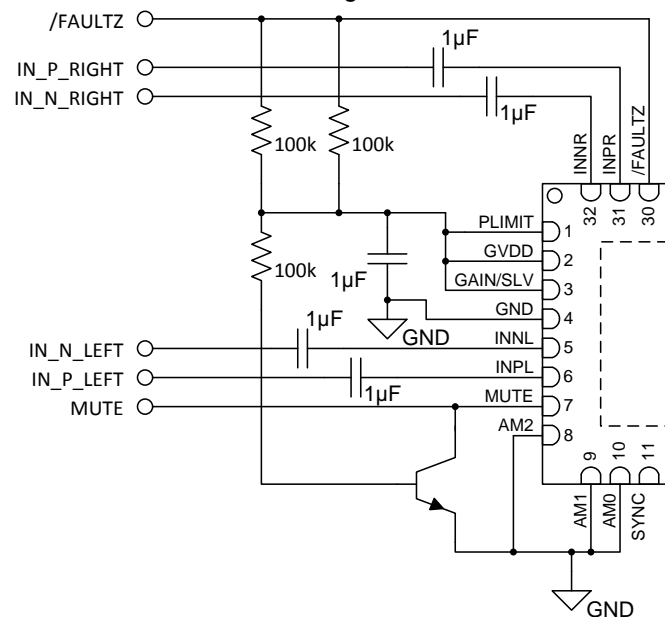 g
/FAULTZ
1µF
IN_P_RIGHT
IN_N_RIGHT
1µF
100k
100k
INNR
INPR
/FAULTZ
32
31
30
PLIMIT
1
GVDD
2
100k
1µF
GAIN/SLV
3
GND
4
1µF
GND
IN_N_LEFT
INNL
5
IN_P_LEFT
INPL
6
1µF
MUTE
MUTE
7
AM2
8
9
10
11
AM1
AM0
SYNC
GND